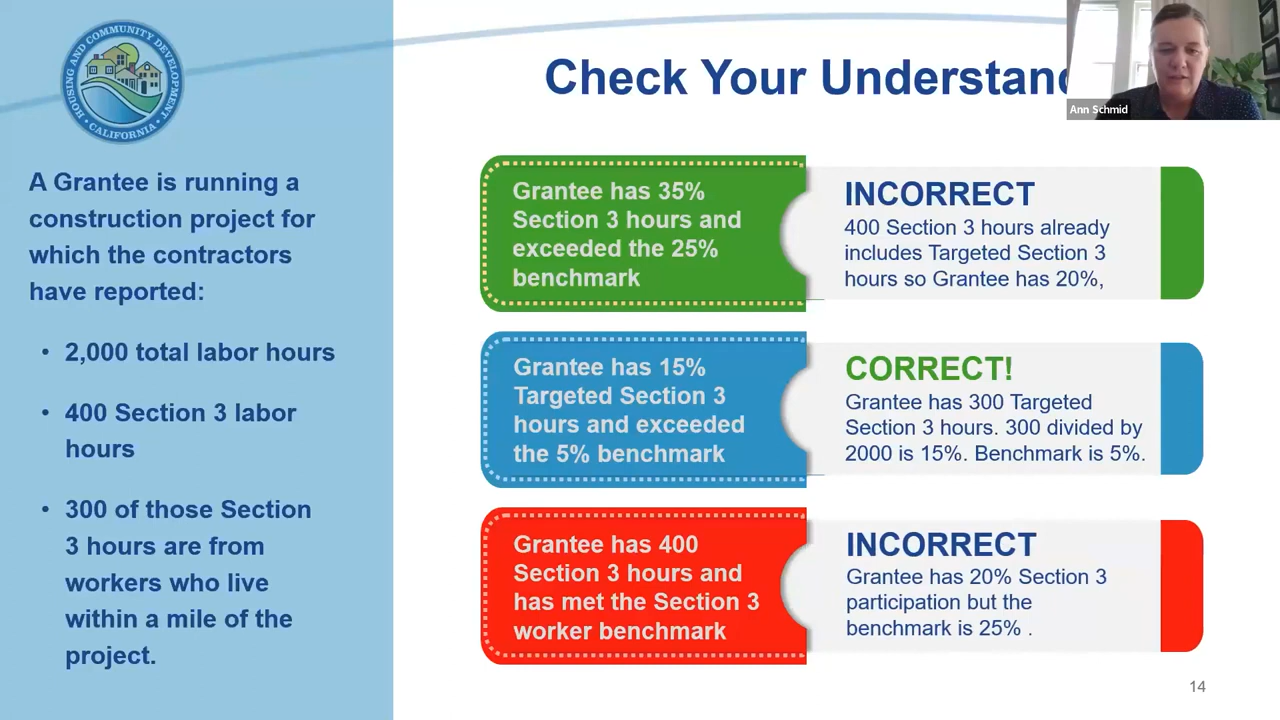 HOUSING AND COMMUNITY DEVELOPMENT
• CALIFORNIA •
Check Your Understand
Ann Schmid
A Grantee is running a
construction project for
which the contractors
have reported:
• 2,000 total labor hours
• 400 Section 3 labor
hours
• 300 of those Section
3 hours are from
workers who live
within a mile of the
project.
Grantee has 35%
Section 3 hours and
exceeded the 25%
benchmark
INCORRECT
400 Section 3 hours already
includes Targeted Section 3
hours so Grantee has 20%,
Grantee has 15%
Targeted Section 3
hours and exceeded
the 5% benchmark
CORRECT!
Grantee has 300 Targeted
Section 3 hours. 300 divided by
2000 is 15%. Benchmark is 5%.
Grantee has 400
Section 3 hours and
has met the Section 3
worker benchmark
INCORRECT
Grantee has 20% Section 3
participation but the
benchmark is 25% .
14